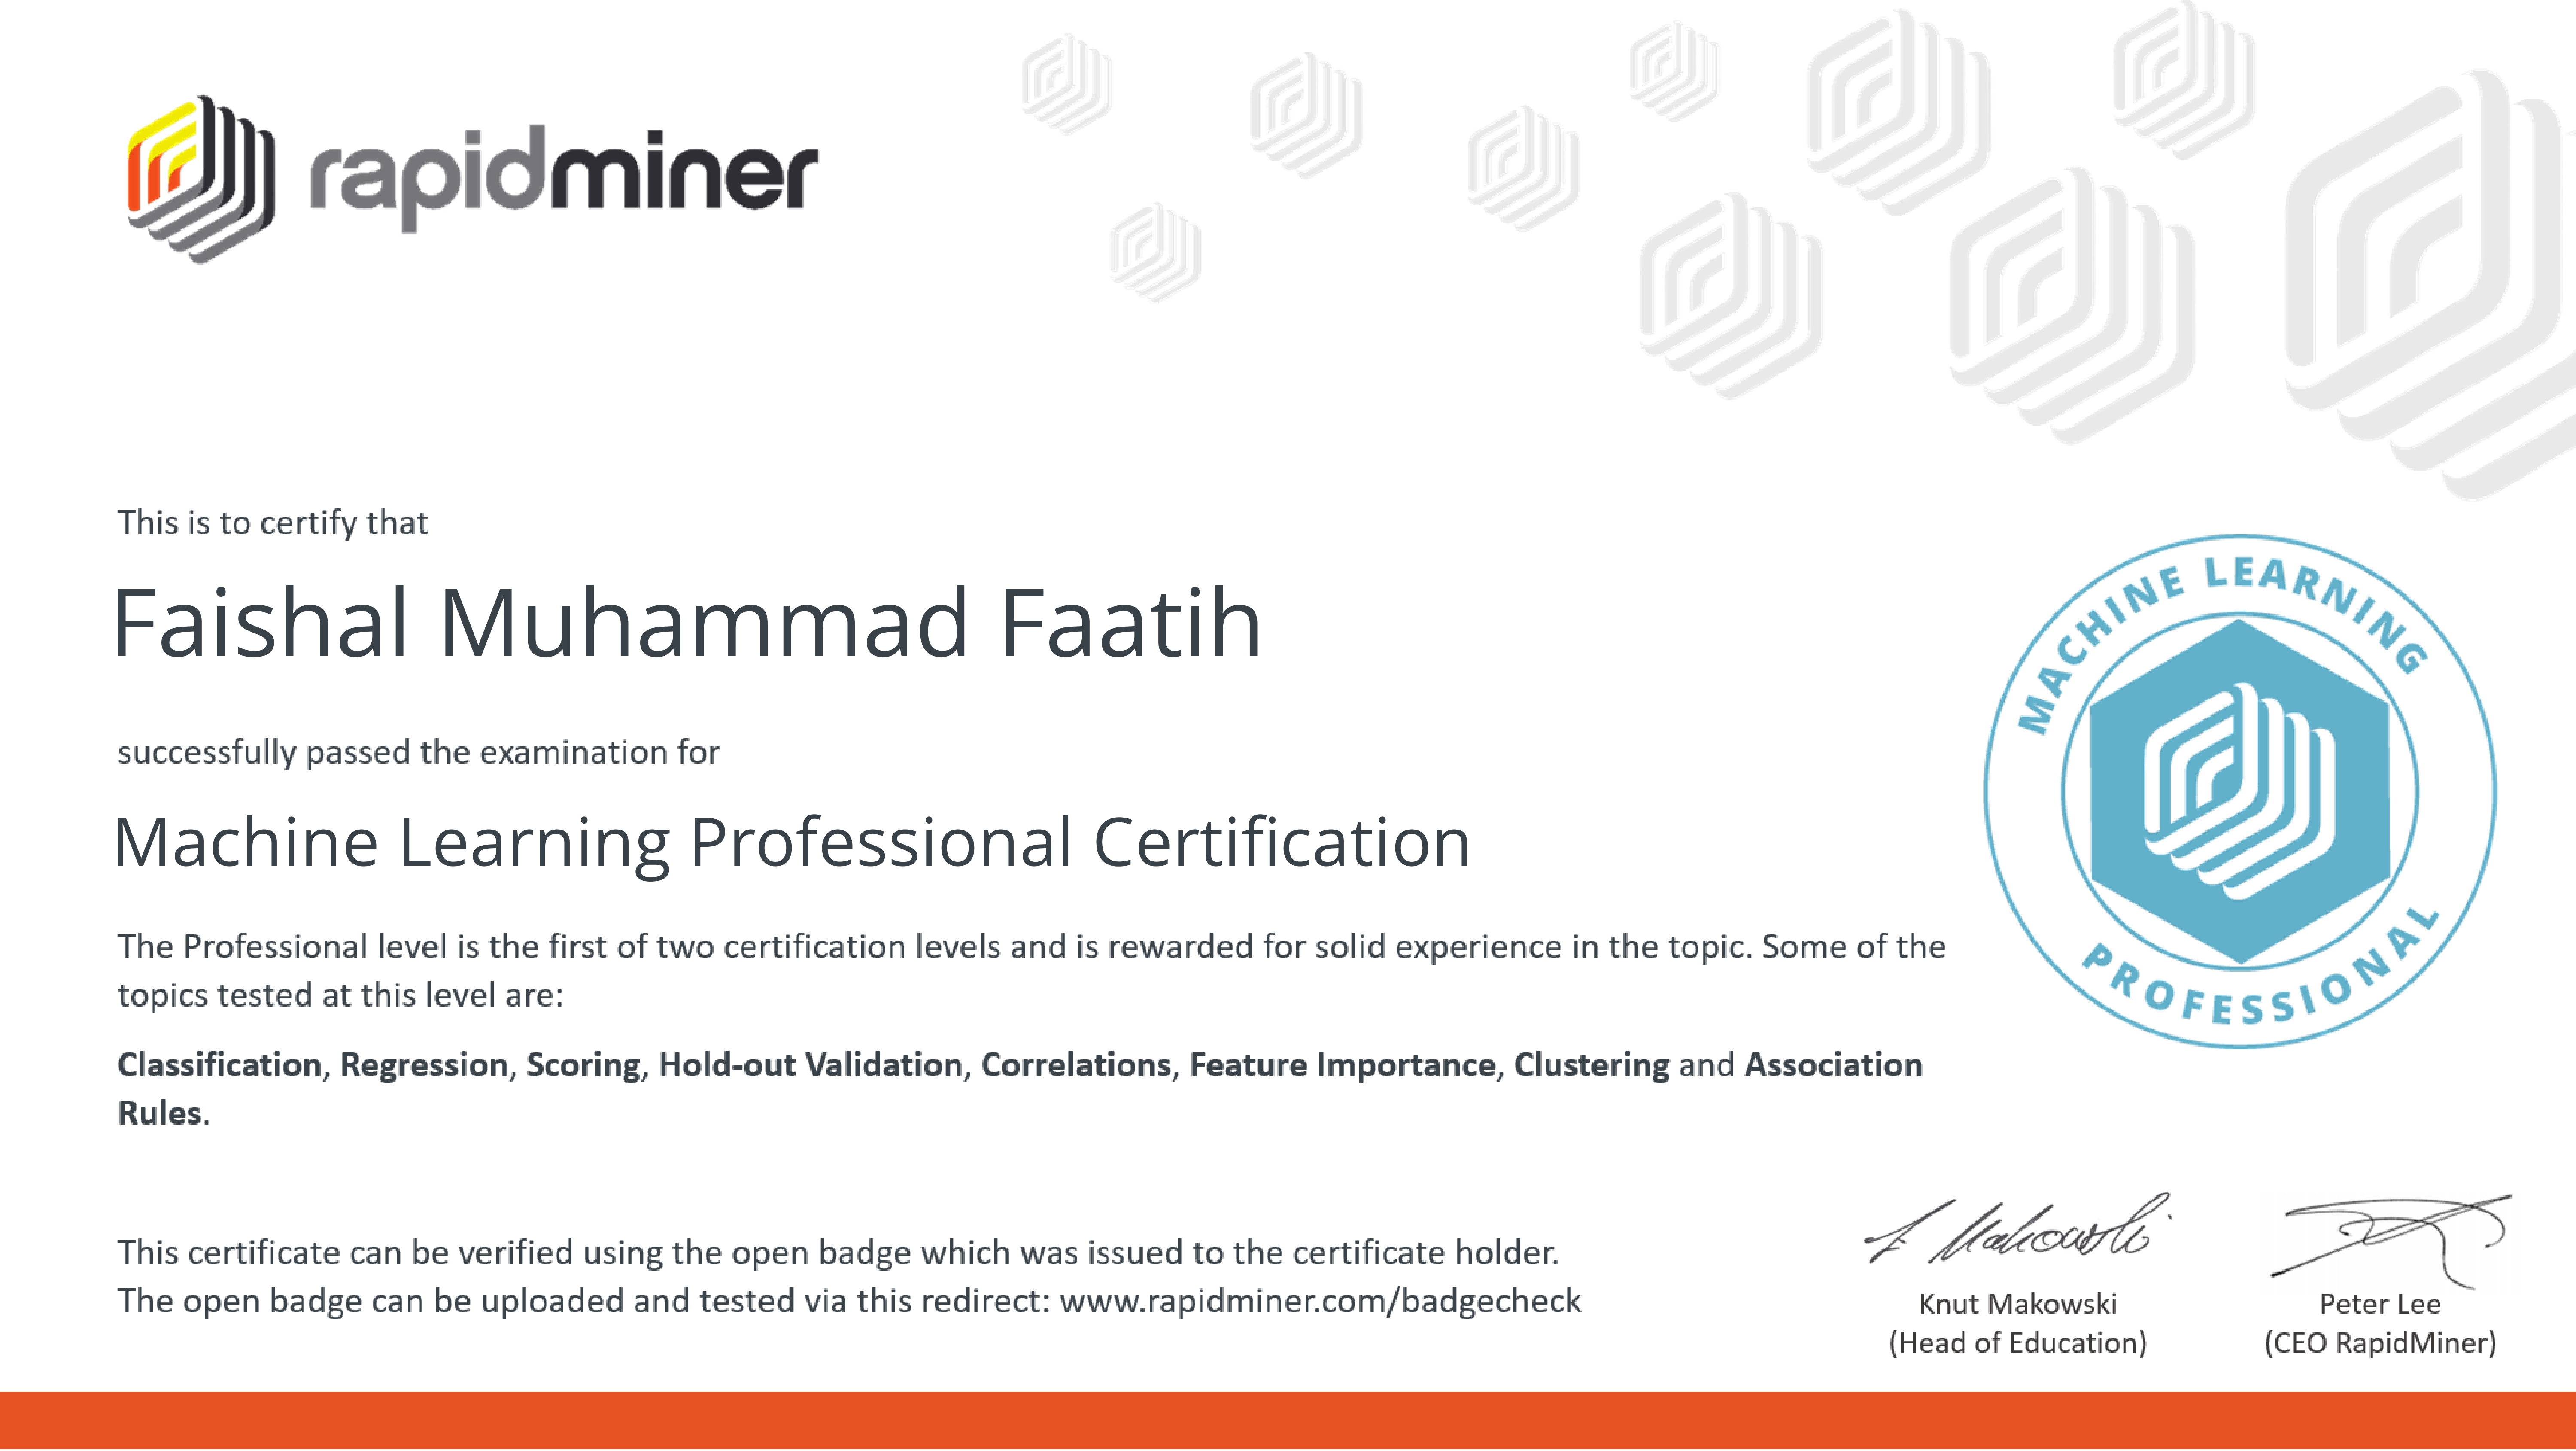 rapidminer
This is to certify that
Faishal Muhammad Faatih
successfully passed the examination for
Machine Learning Professional Certification
The Professional level is the first of two certification levels and is rewarded for solid experience in the topic. Some of the
topics tested at this level are:
Classification, Regression, Scoring, Hold-out Validation, Correlations, Feature Importance, Clustering and Association
Rules.
MACHINE LEARNING
PROFESSIONAL
This certificate can be verified using the open badge which was issued to the certificate holder.
The open badge can be uploaded and tested via this redirect: www.rapidminer.com/badgecheck
Knut Makowski
(Head of Education)
Peter Lee
(CEO RapidMiner)